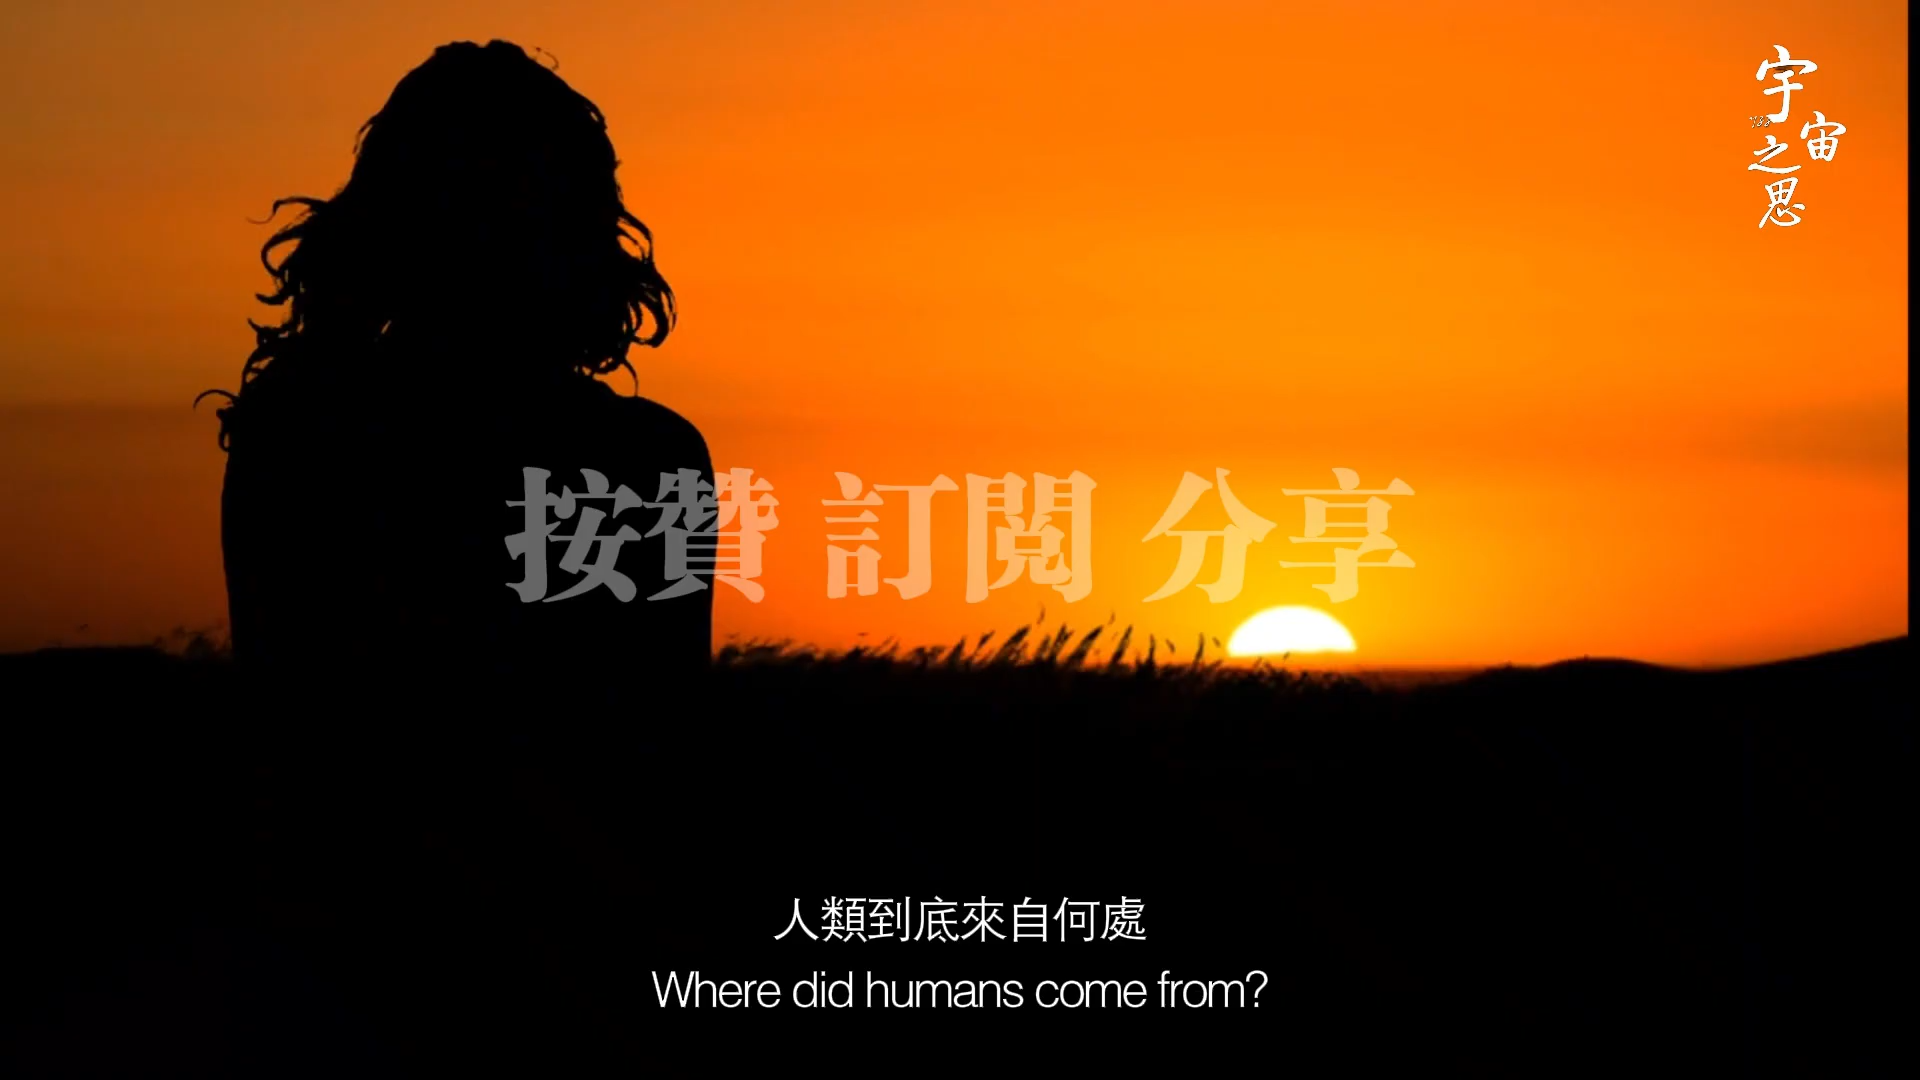 宇宙之思
按贊 訂閱 分享
人類到底來自何處
Where did humans come from?